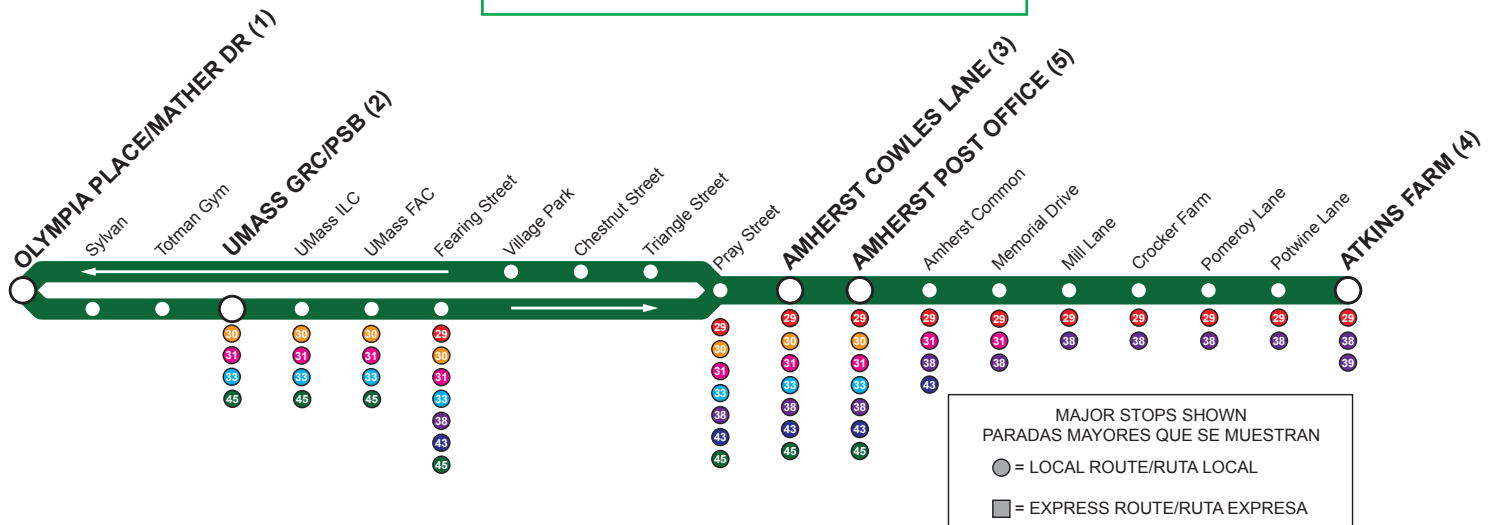 OLYMPIA PLACE/MATHER DR (1)
Sylvan
Totman Gym
UMASS GRC/PSB (2)
UMass ILC
UMass FAC
Fearing Street
Village Park
Chestnut Street
Triangle Street
Pray Street
AMHERST COWLES LANE (3)
AMHERST POST OFFICE (5)
Amherst Common
Memorial Drive
Mill Lane
Crocker Farm
Pomeroy Lane
Potwine Lane
ATKINS FARM (4)
30
31
33
45
30
31
33
45
30
31
33
45
29
30
31
33
38
43
45
29
30
31
33
38
43
45
29
30
31
33
38
43
45
29
30
31
33
38
43
45
29
31
38
43
29
31
38
29
38
29
38
29
38
29
38
29
38
39
MAJOR STOPS SHOWN
PARADAS MAYORES QUE SE MUESTRAN
= LOCAL ROUTE/RUTA LOCAL
= EXPRESS ROUTE/RUTA EXPRESA